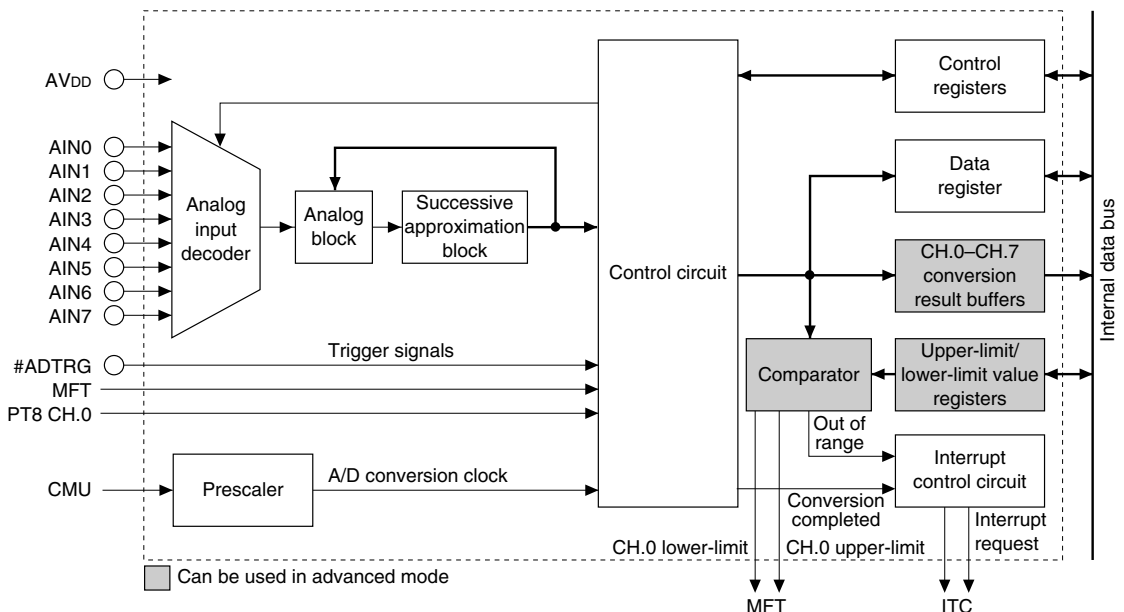 AVDD
AIN0
AIN1
AIN2
AIN3
AIN4
AIN5
AIN6
AIN7
#ADTRG
MFT
PT8 CH.0
CMU
Analog
input
decoder
Analog
block
Successive
approximation
block
Trigger signals
Prescaler
A/D conversion clock
Control circuit
Control
registers
Data
register
CH.0–CH.7
conversion
result buffers
Comparator
Upper-limit/
lower-limit value
registers
Out of
range
Interrupt
control circuit
Conversion
completed
Interrupt
request
CH.0 lower-limit
CH.0 upper-limit
MFT
ITC
Internal data bus
Can be used in advanced mode